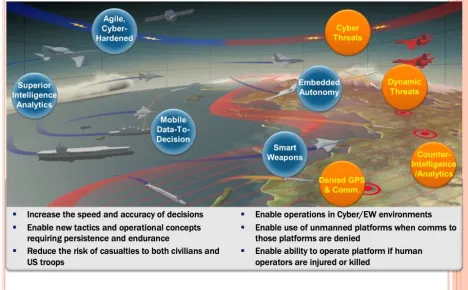 Agile,
Cyber-
Hardened
Cyber
Threats
Superior
Intelligence
Analytics
Embedded
Autonomy
Dynamic
Threats
Mobile
Data-To-
Decision
Smart
Weapons
Counter-
Intelligence
/Analytics
Denied GPS
& Comm.
▪ Increase the speed and accuracy of decisions
▪ Enable new tactics and operational concepts
requiring persistence and endurance
▪ Reduce the risk of casualties to both civilians and
US troops
▪ Enable operations in Cyber/EW environments
▪ Enable use of unmanned platforms when comms to
those platforms are denied
▪ Enable ability to operate platform if human
operators are injured or killed